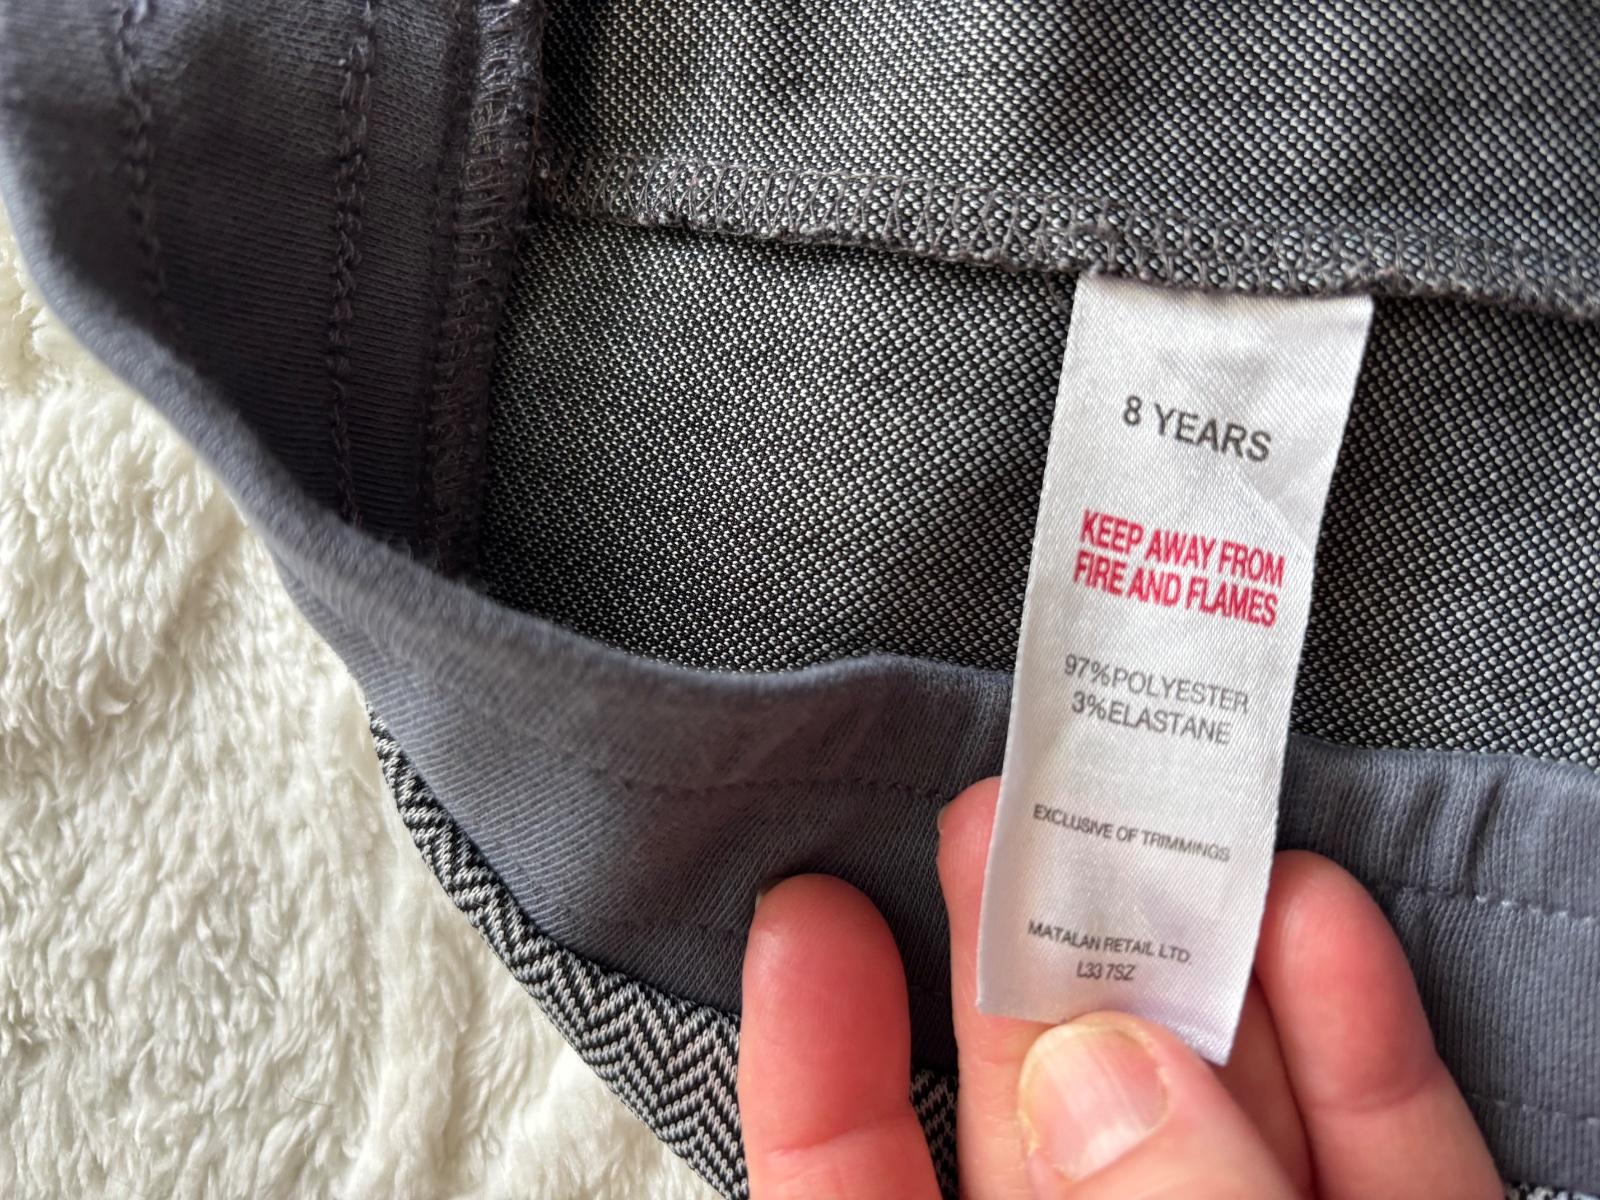 8 YEARS
KEEP AWAY FROM
FIRE AND FLAMES
97%POLYESTER
3%ELASTANE
EXCLUSIVE OF TRIMMINGS
MATALAN RETAIL LTD
L33 7SZ